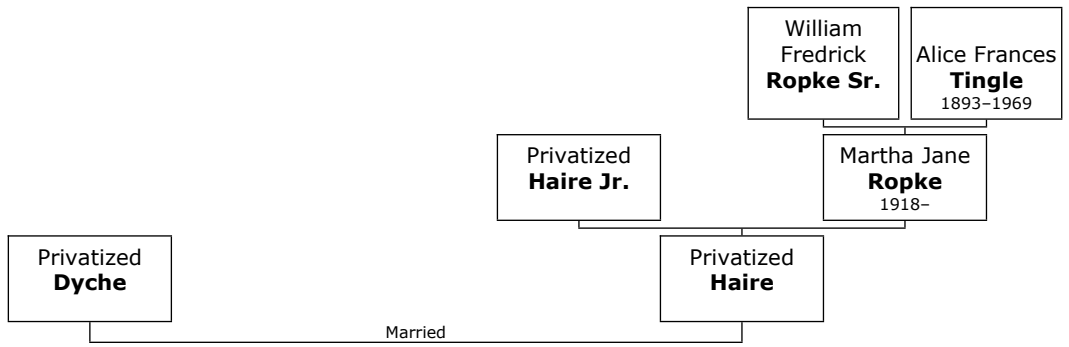 William
Fredrick
Ropke Sr.
Alice Frances
Tingle
1893–1969
Privatized
Haire Jr.
Martha Jane
Ropke
1918–
Privatized
Dyche
Privatized
Haire
Married